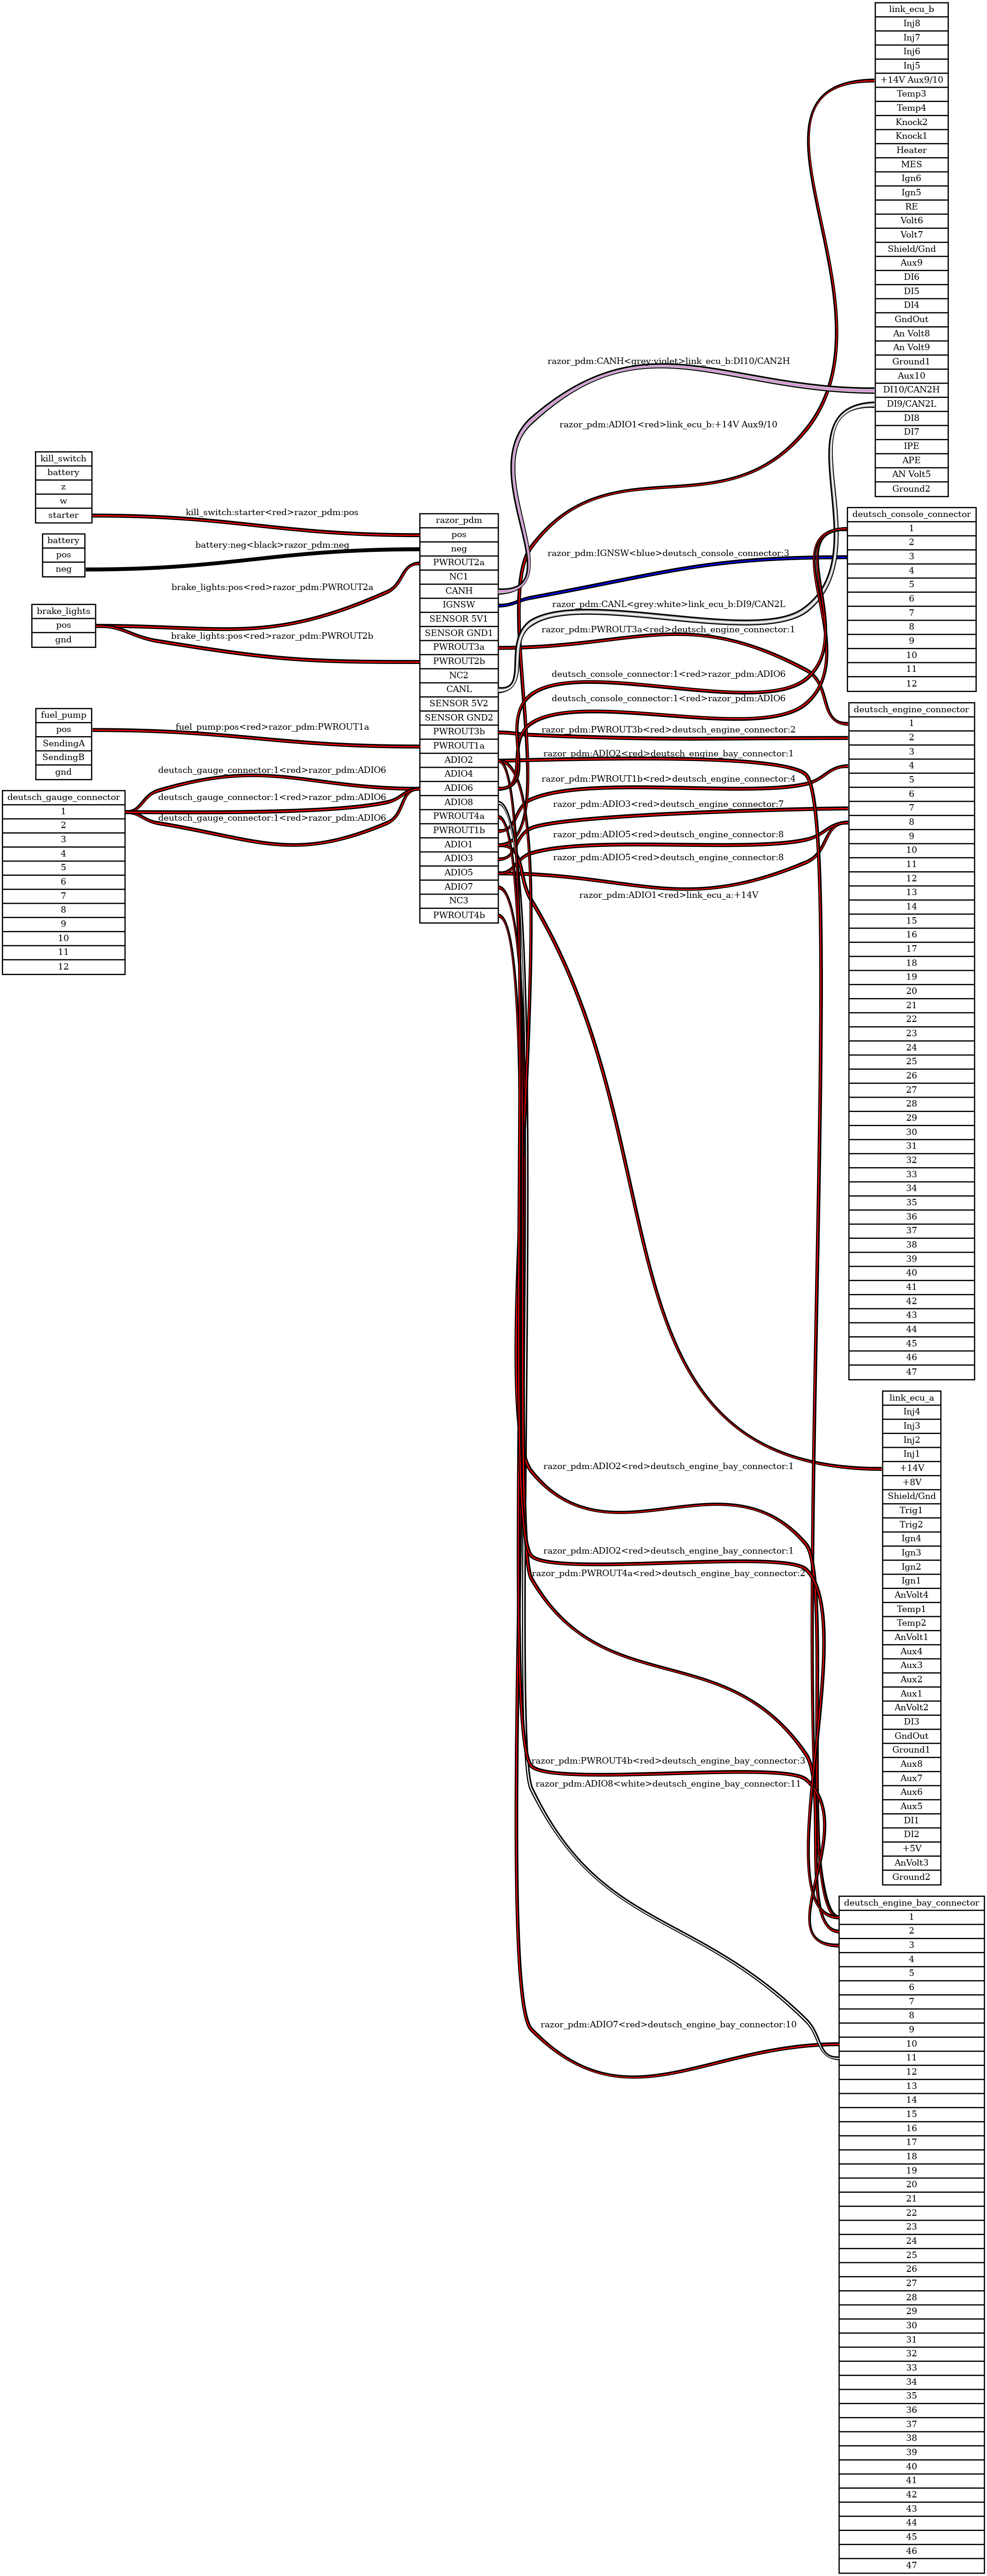 kill_switch
battery
z
w
starter
battery
pos
neg
brake_lights
pos
gnd
fuel_pump
pos
SendingA
SendingB
gnd
deutsch_gauge_connector
1
2
3
4
5
6
7
8
9
10
11
12
kill_switch:starter<red>razor_pdm:pos
battery:neg<black>razor_pdm:neg
brake_lights:pos<red>razor_pdm:PWROUT2a
brake_lights:pos<red>razor_pdm:PWROUT2b
fuel_pump:pos<red>razor_pdm:PWROUT1a
deutsch_gauge_connector:1<red>razor_pdm:ADIO6
deutsch_gauge_connector:1<red>razor_pdm:ADIO6
deutsch_gauge_connector:1<red>razor_pdm:ADIO6
razor_pdm
pos
neg
PWROUT2a
NC1
CANH
IGNSW
SENSOR 5V1
SENSOR GND1
PWROUT3a
PWROUT2b
NC2
CANL
SENSOR 5V2
SENSOR GND2
PWROUT3b
PWROUT1a
ADIO2
ADIO4
ADIO6
ADIO8
PWROUT4a
PWROUT1b
ADIO1
ADIO3
ADIO5
ADIO7
NC3
PWROUT4b
razor_pdm:CANH<grey:violet>link_ecu_b:DI10/CAN2H
razor_pdm:ADIO1<red>link_ecu_b:+14V Aux9/10
razor_pdm:IGNSW<blue>deutsch_console_connector:3
razor_pdm:CANL<grey:white>link_ecu_b:DI9/CAN2L
razor_pdm:PWROUT3a<red>deutsch_engine_connector:1
deutsch_console_connector:1<red>razor_pdm:ADIO6
deutsch_console_connector:1<red>razor_pdm:ADIO6
razor_pdm:PWROUT3b<red>deutsch_engine_connector:2
razor_pdm:ADIO2<red>deutsch_engine_bay_connector:1
razor_pdm:PWROUT1b<red>deutsch_engine_connector:4
razor_pdm:ADIO3<red>deutsch_engine_connector:7
razor_pdm:ADIO5<red>deutsch_engine_connector:8
razor_pdm:ADIO5<red>deutsch_engine_connector:8
razor_pdm:ADIO1<red>link_ecu_a:+14V
razor_pdm:ADIO2<red>deutsch_engine_bay_connector:1
razor_pdm:ADIO2<red>deutsch_engine_bay_connector:1
razor_pdm:PWROUT4a<red>deutsch_engine_bay_connector:2
razor_pdm:PWROUT4b<red>deutsch_engine_bay_connector:3
razor_pdm:ADIO8<white>deutsch_engine_bay_connector:11
razor_pdm:ADIO7<red>deutsch_engine_bay_connector:10
link_ecu_b
Inj8
Inj7
Inj6
Inj5
+14V Aux9/10
Temp3
Temp4
Knock2
Knock1
Heater
MES
Ign6
Ign5
RE
Volt6
Volt7
Shield/Gnd
Aux9
DI6
DI5
DI4
GndOut
An Volt8
An Volt9
Ground1
Aux10
DI10/CAN2H
DI9/CAN2L
DI8
DI7
IPE
APE
AN Volt5
Ground2
deutsch_console_connector
1
2
3
4
5
6
7
8
9
10
11
12
deutsch_engine_connector
1
2
3
4
5
6
7
8
9
10
11
12
13
14
15
16
17
18
19
20
21
22
23
24
25
26
27
28
29
30
31
32
33
34
35
36
37
38
39
40
41
42
43
44
45
46
47
link_ecu_a
Inj4
Inj3
Inj2
Inj1
+14V
+8V
Shield/Gnd
Trig1
Trig2
Ign4
Ign3
Ign2
Ign1
AnVolt4
Temp1
Temp2
AnVolt1
Aux4
Aux3
Aux2
Aux1
AnVolt2
DI3
GndOut
Ground1
Aux8
Aux7
Aux6
Aux5
DI1
DI2
+5V
AnVolt3
Ground2
deutsch_engine_bay_connector
1
2
3
4
5
6
7
8
9
10
11
12
13
14
15
16
17
18
19
20
21
22
23
24
25
26
27
28
29
30
31
32
33
34
35
36
37
38
39
40
41
42
43
44
45
46
47